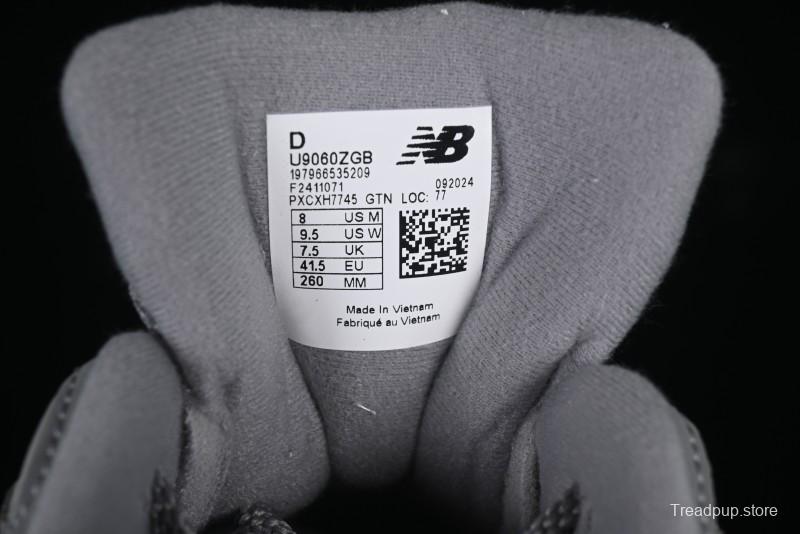 D
NB
U9060ZGB
197966535209
F2411071
092024
PXCXH7745 GTN LOC: 77
8 US M
9.5 US W
7.5 UK
41.5 EU
260 MM
Made In Vietnam
Fabriqué au Vietnam
Treadpup.store